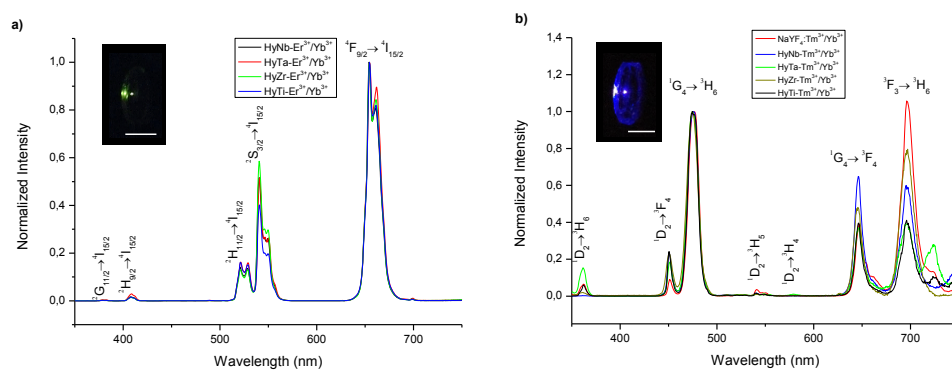 a)
HyNb-Er³⁺/Yb³⁺
HyTa-Er³⁺/Yb³⁺
HyZr-Er³⁺/Yb³⁺
HyTi-Er³⁺/Yb³⁺
⁴F₉/₂→⁴I₁₅/₂
²S₃/₂→⁴I₁₅/₂
²H₁₁/₂→⁴I₁₅/₂
²G₁₁/₂→⁴I₁₅/₂
²H₉/₂→⁴I₁₅/₂
Normalized Intensity
1,0
0,8
0,6
0,4
0,2
0,0
400 500 600 700
Wavelength (nm)
b)
NaYF₄:Tm³⁺/Yb³⁺
HyNb-Tm³⁺/Yb³⁺
HyTa-Tm³⁺/Yb³⁺
HyZr-Tm³⁺/Yb³⁺
HyTi-Tm³⁺/Yb³⁺
¹G₄→³H₆
³F₃→³H₆
¹G₄→³F₄
¹D₂→³H₆
¹D₂→³F₄
¹D₂→³H₅
¹D₂→³H₄
Normalized Intensity
1.4
1.2
1.0
0.8
0.6
0.4
0.2
0.0
400 500 600 700
Wavelength (nm)